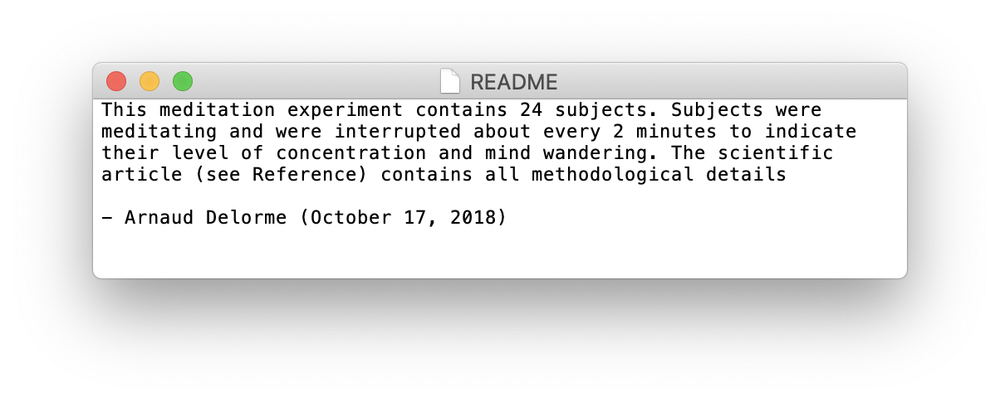 README
This meditation experiment contains 24 subjects. Subjects were
meditating and were interrupted about every 2 minutes to indicate
their level of concentration and mind wandering. The scientific
article (see Reference) contains all methodological details
– Arnaud Delorme (October 17, 2018)